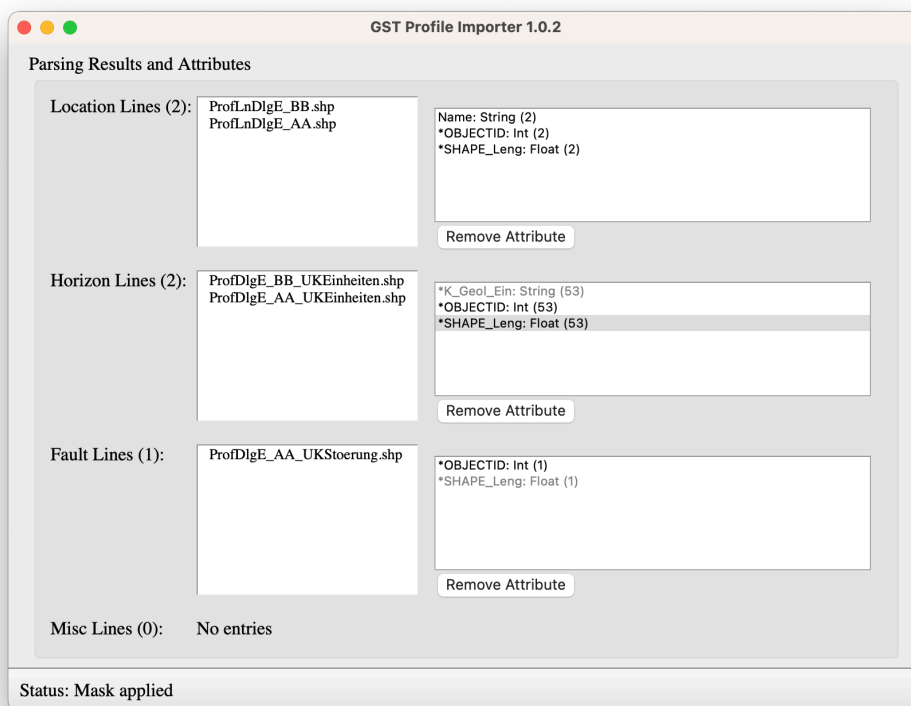 GST Profile Importer 1.0.2
Parsing Results and Attributes
Location Lines (2):
ProfLnDlgE_BB.shp
ProfLnDlgE_AA.shp
Name: String (2)
*OBJECTID: Int (2)
*SHAPE_Leng: Float (2)
Remove Attribute
Horizon Lines (2):
ProfDlgE_BB_UKEinheiten.shp
ProfDlgE_AA_UKEinheiten.shp
*K_Geol_Ein: String (53)
*OBJECTID: Int (53)
*SHAPE_Leng: Float (53)
Remove Attribute
Fault Lines (1):
ProfDlgE_AA_UKStoerung.shp
*OBJECTID: Int (1)
*SHAPE_Leng: Float (1)
Remove Attribute
Misc Lines (0):
No entries
Status: Mask applied